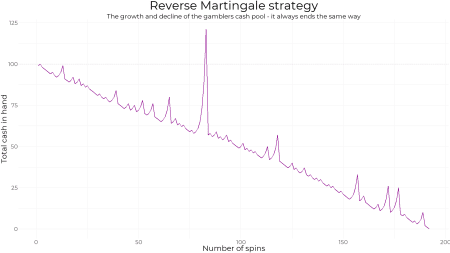 Reverse Martingale strategy
The growth and decline of the gamblers cash pool - it always ends the same way
Total cash in hand
125
100
75
50
25
0
0
50
100
150
200
Number of spins